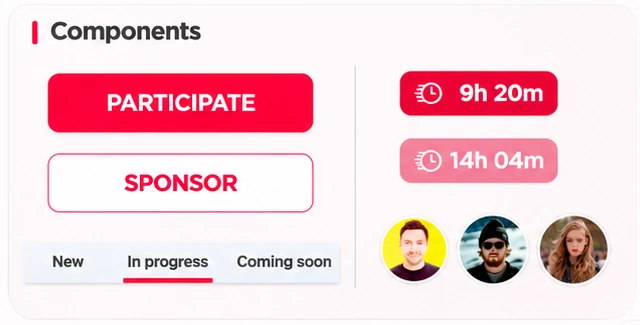 Components
PARTICIPATE
SPONSOR
New In progress Coming soon
9h 20m
14h 04m